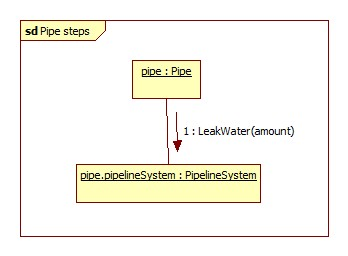 sd Pipe steps
pipe : Pipe
1 : LeakWater(amount)
pipe.pipelineSystem : PipelineSystem